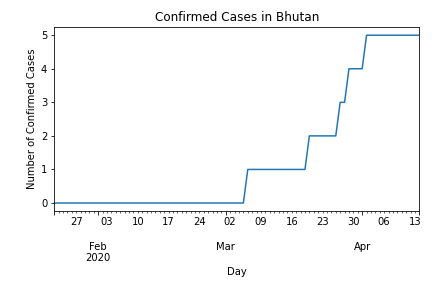 Confirmed Cases in Bhutan
Number of Confirmed Cases
5
4
3
2
1
0
27 03 10 17 24 02 09 16 23 30 06 13
Feb Mar Apr
2020
Day